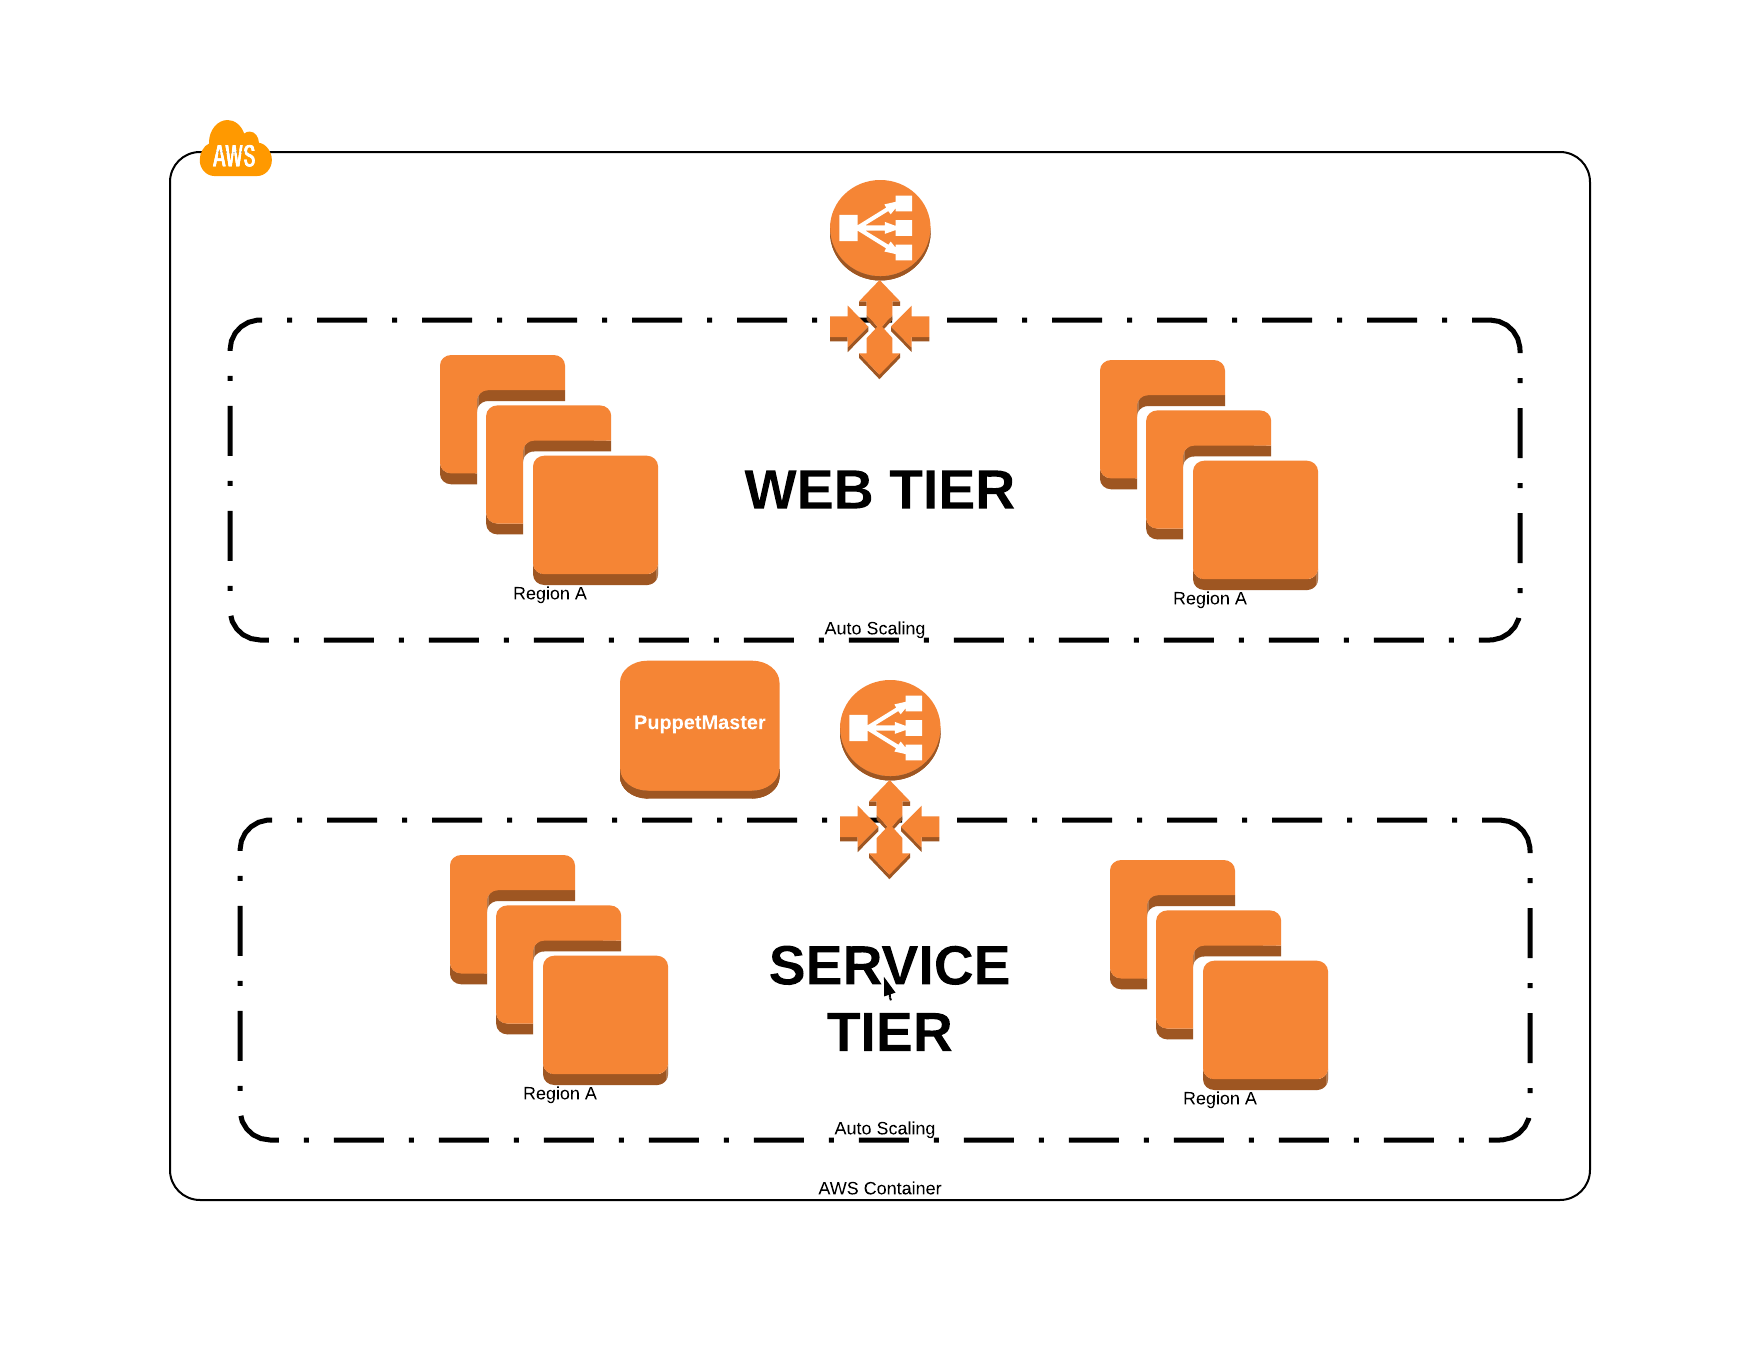 AWS
WEB TIER
Region A
Region A
Auto Scaling
PuppetMaster
SERVICE
TIER
Region A
Region A
Auto Scaling
AWS Container